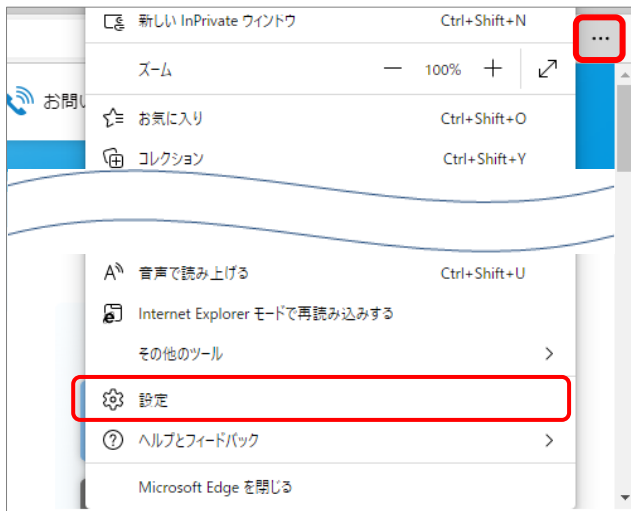 新しい InPrivate ウィンドウ Ctrl+Shift+N
…
ズーム — 100% +
お問い
お気に入り Ctrl+Shift+O
コレクション Ctrl+Shift+Y
音声で読み上げる Ctrl+Shift+U
Internet Explorer モードで再読み込みする
その他のツール
設定
ヘルプとフィードバック
Microsoft Edge を閉じる